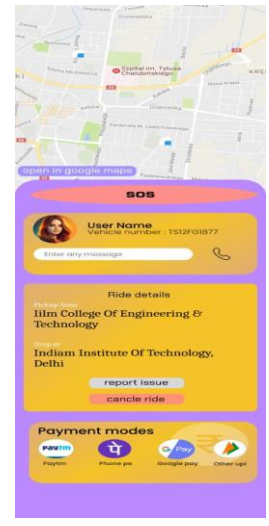 Szpital im. Tytusa
Chałubińskiego
open in google maps
SOS
User Name
Vehicle number : TS12FG1877
Enter any message
Ride details
Pickup from
Iilm College Of Engineering &
Technology
Drop at
Indiam Institute Of Technology,
Delhi
report issue
cancle ride
Payment modes
Paytm
G Pay
Paytm Phone pe Google pay Other upi